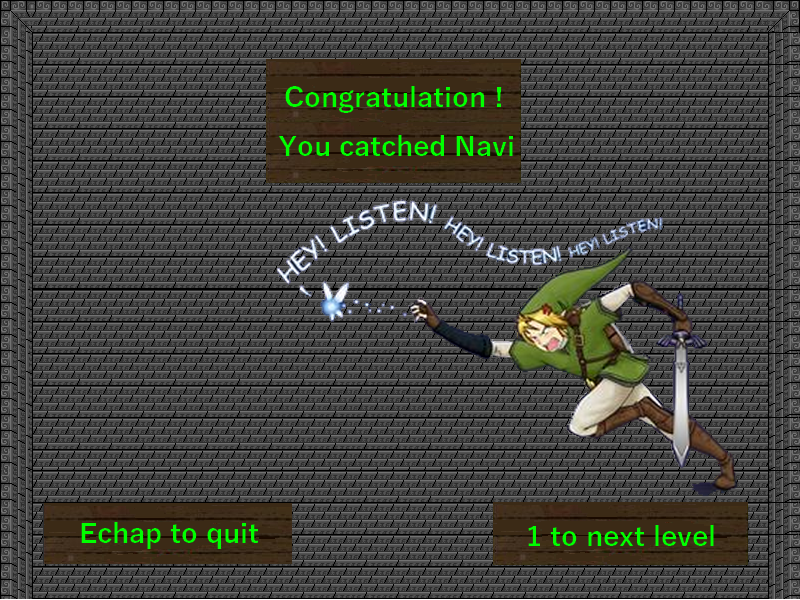 Congratulation !
You catched Navi
HEY! LISTEN! HEY! LISTEN! HEY! LISTEN!
Echap to quit
1 to next level